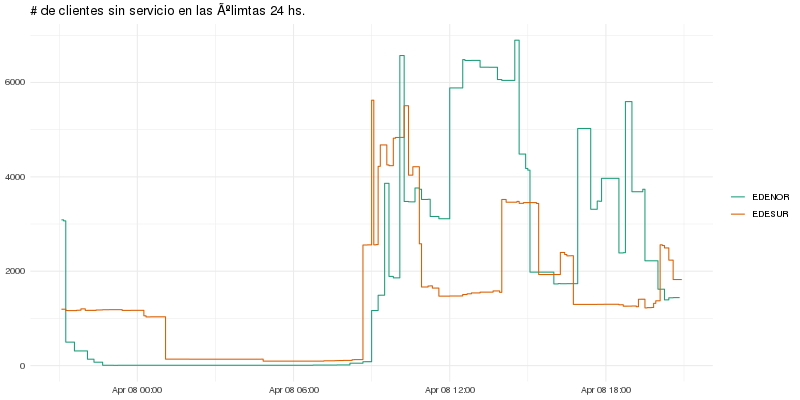 # de clientes sin servicio en las Ãºlimtas 24 hs.
6000
4000
2000
0
Apr 08 00:00
Apr 08 06:00
Apr 08 12:00
Apr 08 18:00
EDENOR
EDESUR